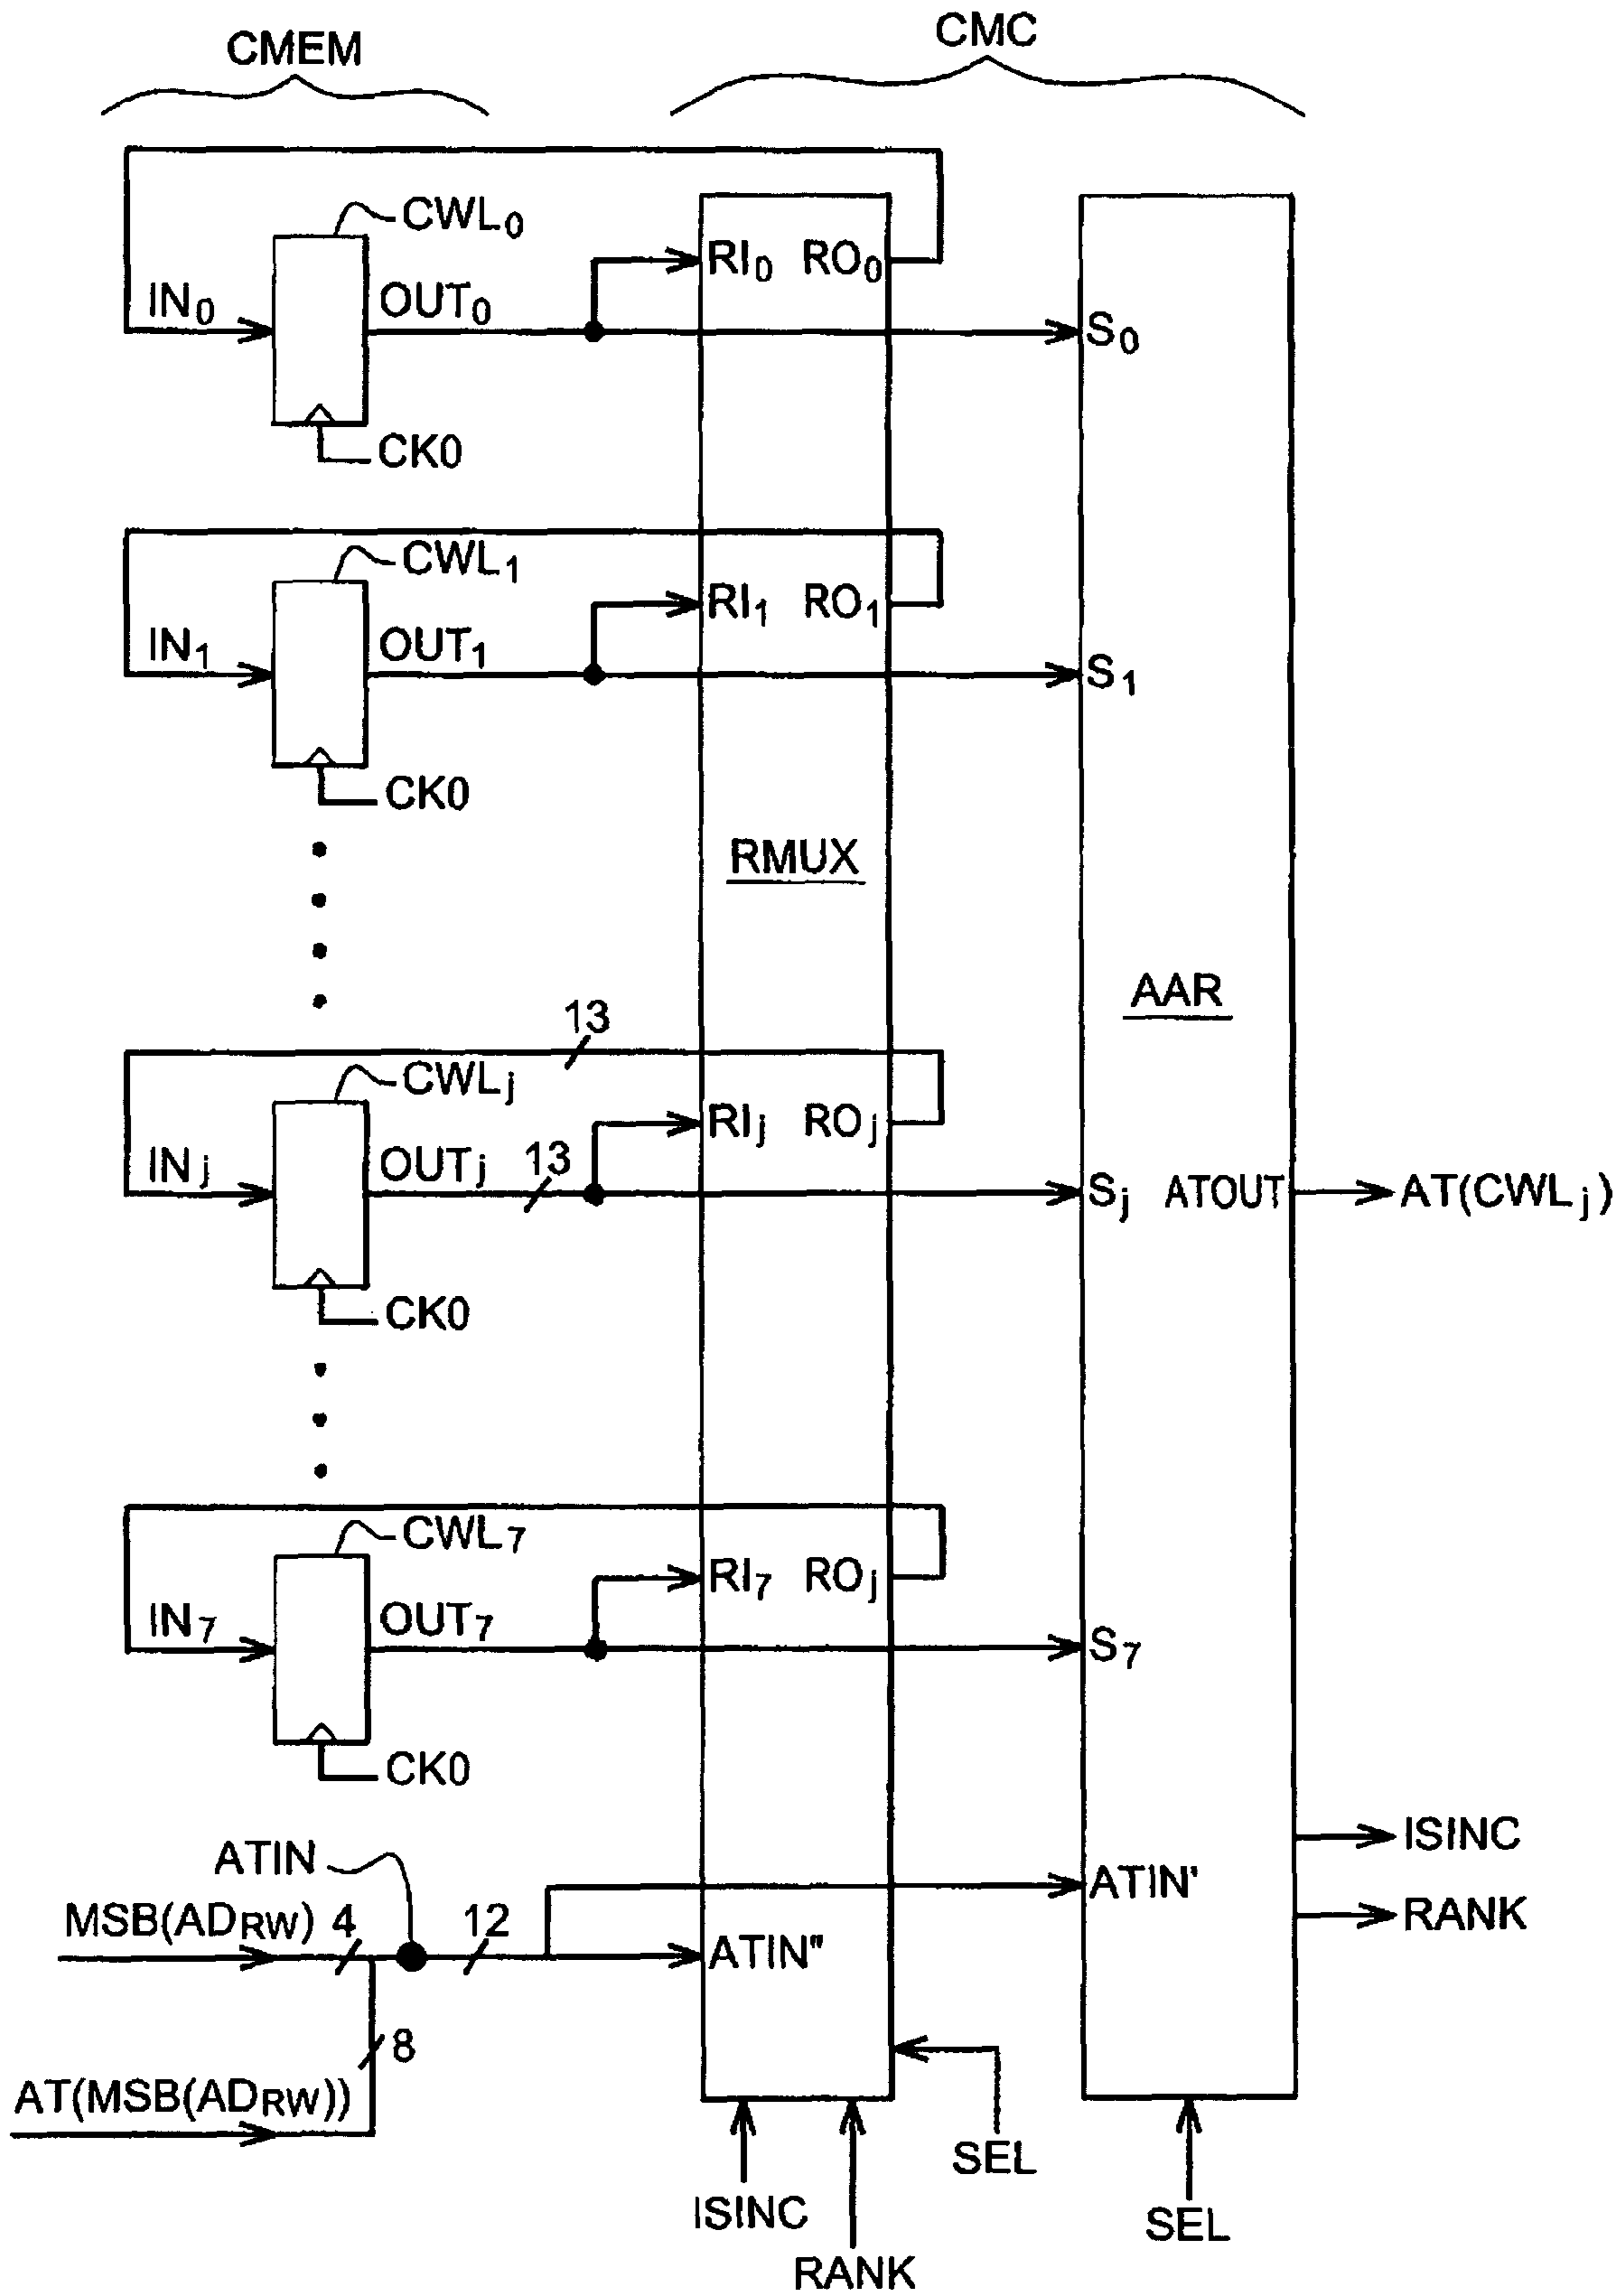 CMEM
CMC
CWL0
RI0 RO0
IN0 OUT0
S0
CK0
CWL1
RI1 RO1
IN1 OUT1
S1
CK0
RMUX
AAR
13
CWLj
RIj ROj
INj OUTj 13
Sj ATOUT AT(CWLj)
CK0
CWL7
RI7 ROj
IN7 OUT7
S7
CK0
ISINC
ATIN
ATIN'
MSB(ADRW) 4 12
RANK
ATIN"
8
AT(MSB(ADRW))
SEL
ISINC
SEL
RANK